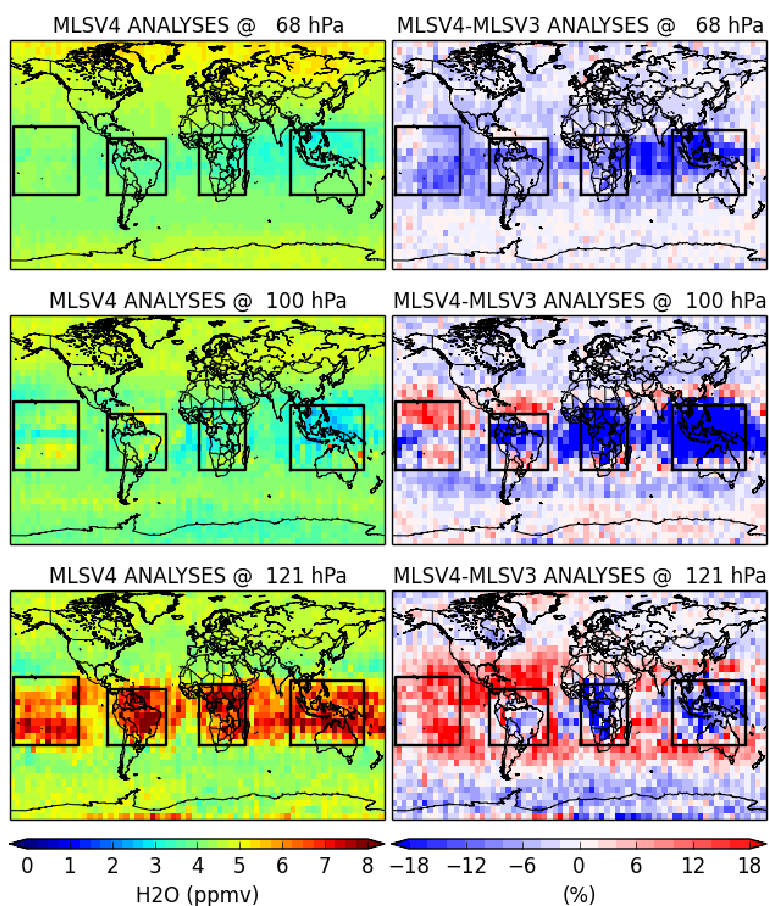 MLSV4 ANALYSES @ 68 hPa
MLSV4-MLSV3 ANALYSES @ 68 hPa
MLSV4 ANALYSES @ 100 hPa
MLSV4-MLSV3 ANALYSES @ 100 hPa
MLSV4 ANALYSES @ 121 hPa
MLSV4-MLSV3 ANALYSES @ 121 hPa
0 1 2 3 4 5 6 7 8
H2O (ppmv)
−18 −12 −6 0 6 12 18
(%)